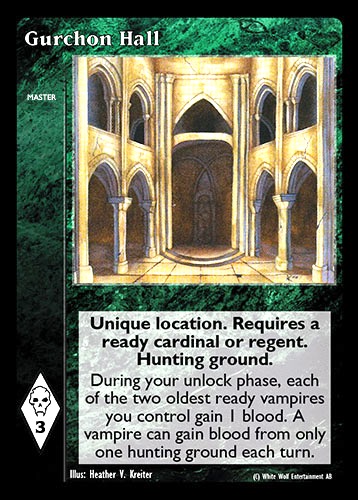 Gurchon Hall
MASTER
Unique location. Requires a
ready cardinal or regent.
Hunting ground.
During your unlock phase, each
of the two oldest ready vampires
you control gain 1 blood. A
vampire can gain blood from only
one hunting ground each turn.
3
Illus: Heather V. Kreiter
(C) White Wolf Entertainment AB